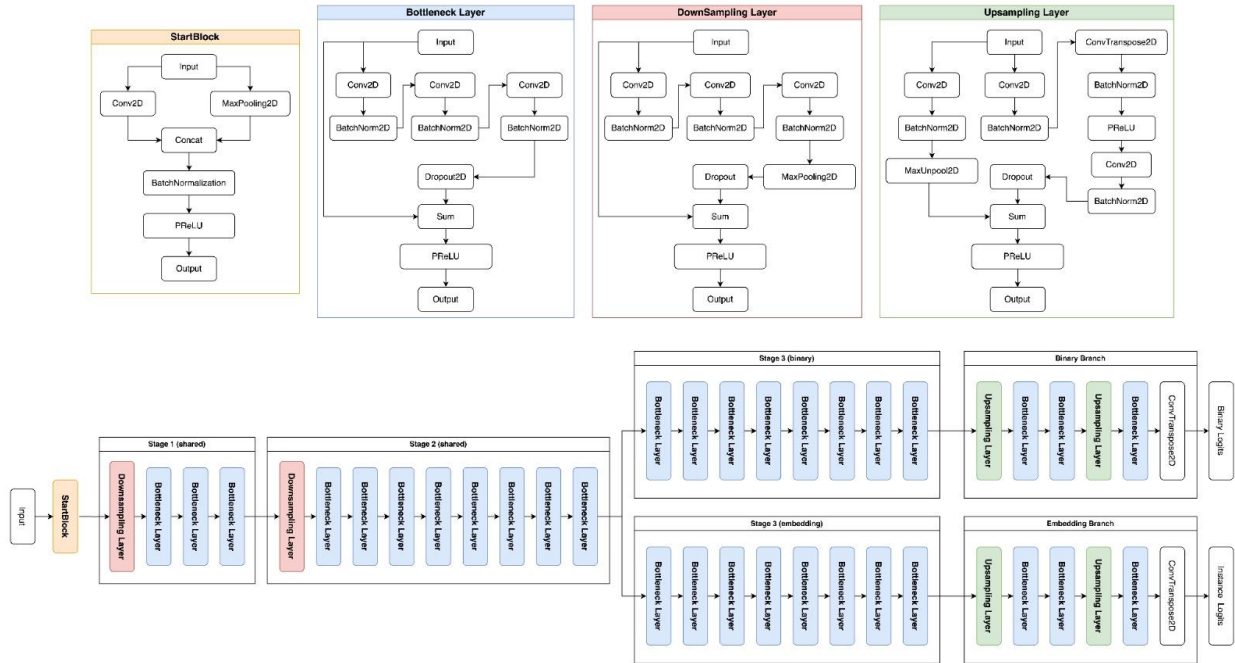 StartBlock
Input
Conv2D
MaxPooling2D
Concat
BatchNormalization
PReLU
Output
Bottleneck Layer
Input
Conv2D
Conv2D
Conv2D
BatchNorm2D
BatchNorm2D
BatchNorm2D
Dropout2D
Sum
PReLU
Output
DownSampling Layer
Input
Conv2D
Conv2D
Conv2D
BatchNorm2D
BatchNorm2D
BatchNorm2D
Dropout
MaxPooling2D
Sum
PReLU
Output
Upsampling Layer
Input
ConvTranspose2D
Conv2D
Conv2D
BatchNorm2D
BatchNorm2D
BatchNorm2D
PReLU
MaxUnpool2D
Dropout
Conv2D
BatchNorm2D
Sum
PReLU
Output
Input
StartBlock
Stage 1 (shared)
Downsampling Layer
Bottleneck Layer
Bottleneck Layer
Bottleneck Layer
Stage 2 (shared)
Downsampling Layer
Bottleneck Layer
Bottleneck Layer
Bottleneck Layer
Bottleneck Layer
Bottleneck Layer
Bottleneck Layer
Bottleneck Layer
Bottleneck Layer
Stage 3 (binary)
Bottleneck Layer
Bottleneck Layer
Bottleneck Layer
Bottleneck Layer
Bottleneck Layer
Bottleneck Layer
Bottleneck Layer
Bottleneck Layer
Binary Branch
Upsampling Layer
Bottleneck Layer
Bottleneck Layer
Upsampling Layer
Bottleneck Layer
ConvTranspose2D
Binary Logits
Stage 3 (embedding)
Bottleneck Layer
Bottleneck Layer
Bottleneck Layer
Bottleneck Layer
Bottleneck Layer
Bottleneck Layer
Bottleneck Layer
Bottleneck Layer
Embedding Branch
Upsampling Layer
Bottleneck Layer
Bottleneck Layer
Upsampling Layer
Bottleneck Layer
ConvTranspose2D
Instance Logits